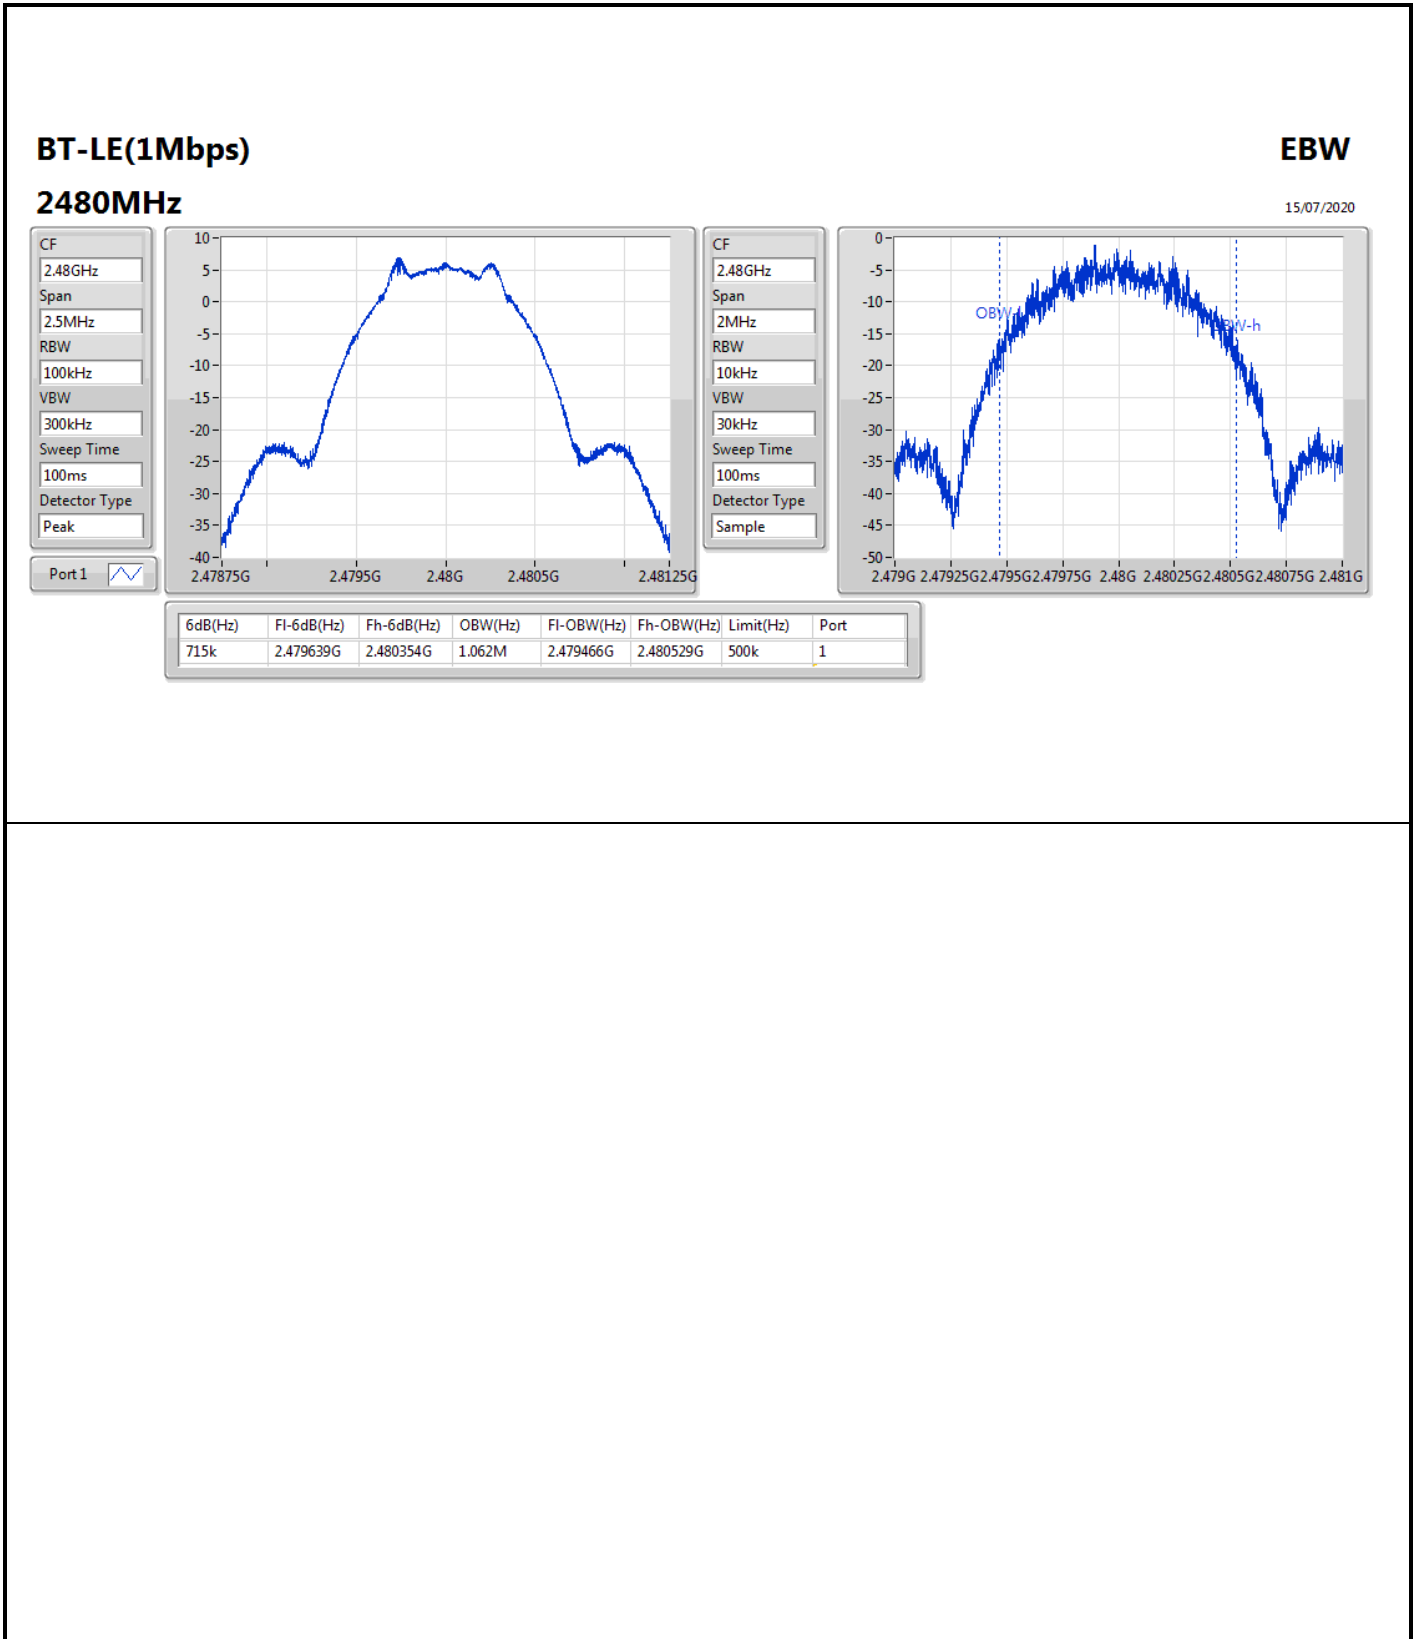 BT-LE(1Mbps)
EBW
2480MHz
15/07/2020
CF
2.48GHz
Span
2.5MHz
RBW
100kHz
VBW
300kHz
Sweep Time
100ms
Detector Type
Peak
Port 1
10
5
0
-5
-10
-15
-20
-25
-30
-35
-40
2.47875G 2.4795G 2.48G 2.4805G 2.48125G
CF
2.48GHz
Span
2MHz
RBW
10kHz
VBW
30kHz
Sweep Time
100ms
Detector Type
Sample
0
-5
-10
-15
-20
-25
-30
-35
-40
-45
-50
2.479G 2.47925G 2.4795G 2.47975G 2.48G 2.48025G 2.4805G 2.48075G 2.481G
6dB(Hz) Fl-6dB(Hz) Fh-6dB(Hz) OBW(Hz) Fl-OBW(Hz) Fh-OBW(Hz) Limit(Hz) Port
715k 2.479639G 2.480354G 1.062M 2.479466G 2.480529G 500k 1